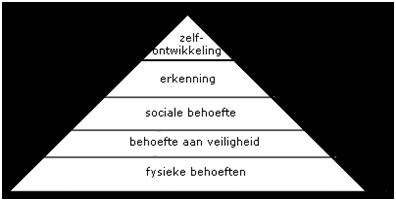 zelf-
ontwikkeling
erkenning
sociale behoefte
behoefte aan veiligheid
fysieke behoeften